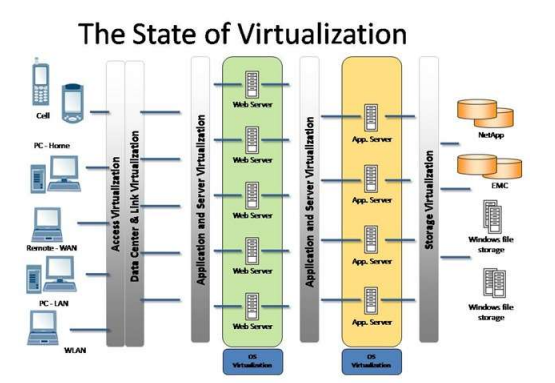 The State of Virtualization
Cell
PC - Home
Remote - WAN
PC - LAN
WLAN
Access Virtualization
Data Center & Link Virtualization
Application and Server Virtualization
Web Server
Web Server
Web Server
Web Server
Web Server
OS
Virtualization
Application and Server Virtualization
App. Server
App. Server
App. Server
App. Server
OS
Virtualization
Storage Virtualization
NetApp
EMC
Windows file
storage
Windows file
storage